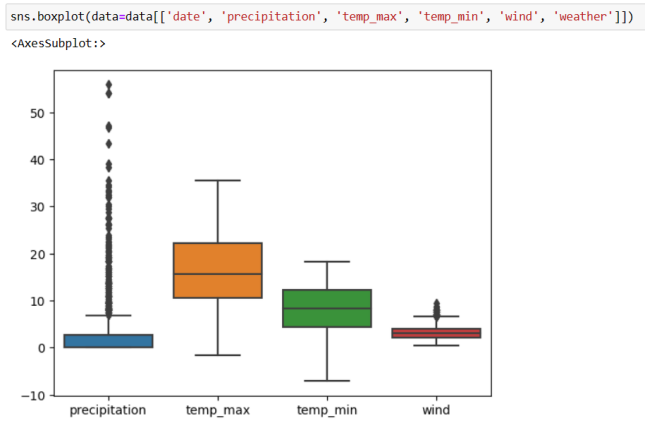 sns.boxplot(data=data[['date', 'precipitation', 'temp_max', 'temp_min', 'wind', 'weather']])
<AxesSubplot:>
50
40
30
20
10
0
−10
precipitation temp_max temp_min wind